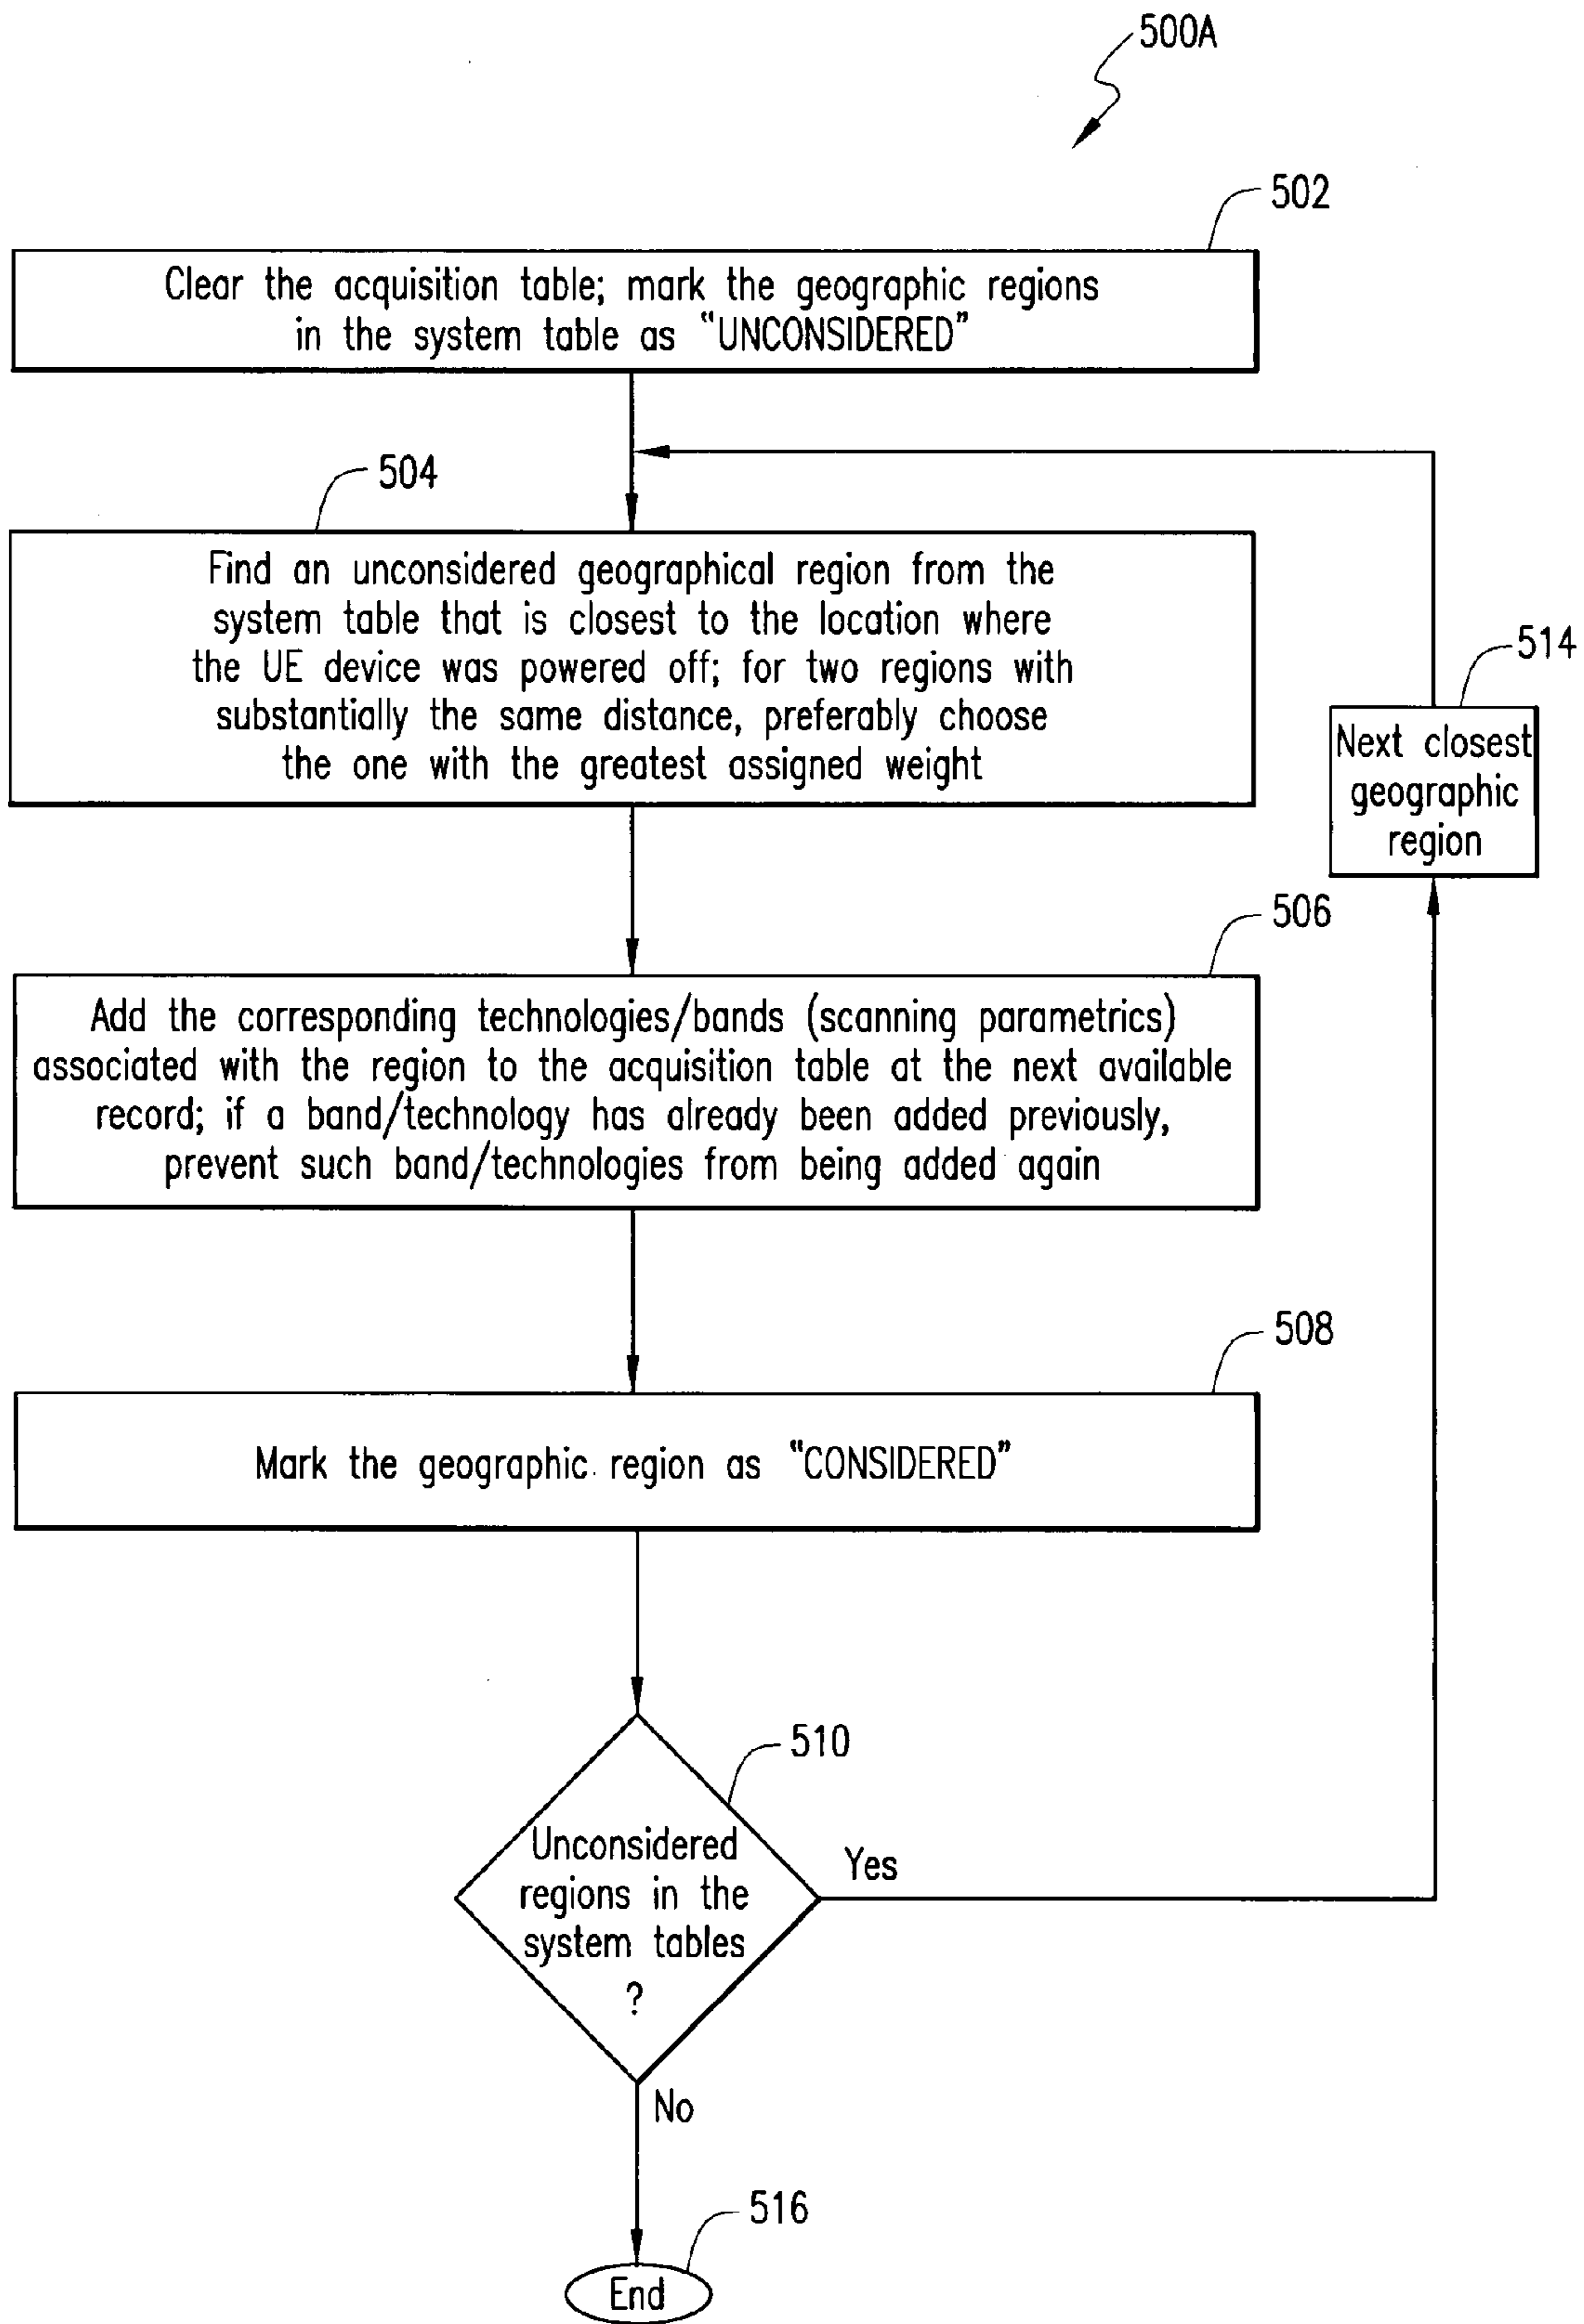 500A
502
Clear the acquisition table; mark the geographic regions
in the system table as "UNCONSIDERED"
504
Find an unconsidered geographical region from the
system table that is closest to the location where
the UE device was powered off; for two regions with
substantially the same distance, preferably choose
the one with the greatest assigned weight
514
Next closest
geographic
region
506
Add the corresponding technologies/bands (scanning parametrics)
associated with the region to the acquisition table at the next available
record; if a band/technology has already been added previously,
prevent such band/technologies from being added again
508
Mark the geographic region as "CONSIDERED"
510
Unconsidered
regions in the
system tables
?
Yes
No
516
End